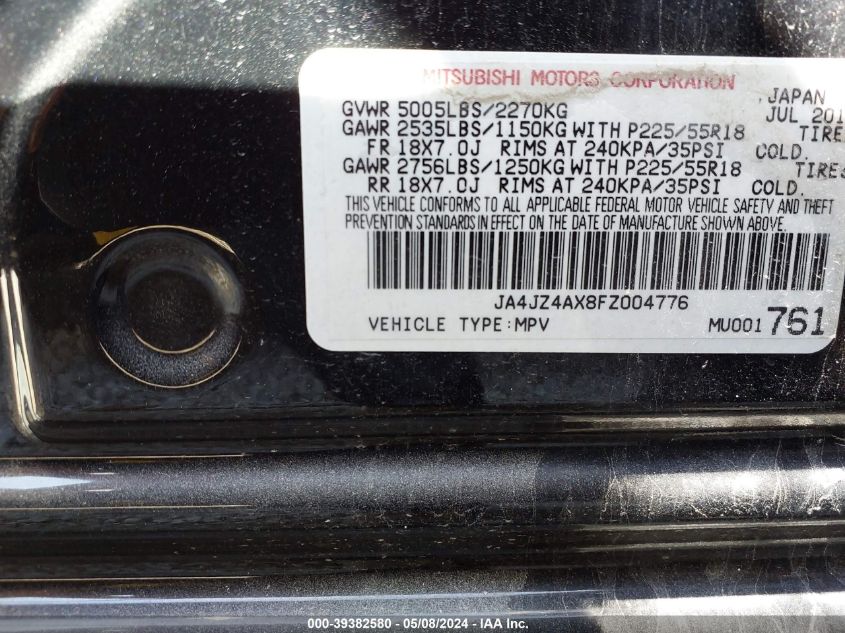 MITSUBISHI MOTORS CORPORATION
JAPAN
GVWR 5005LBS/2270KG JUL 201
GAWR 2535LBS/1150KG WITH P225/55R18 TIRE
FR 18X7.0J RIMS AT 240KPA/35PSI COLD.
GAWR 2756LBS/1250KG WITH P225/55R18 TIRES
RR 18X7.0J RIMS AT 240KPA/35PSI COLD.
THIS VEHICLE CONFORMS TO ALL APPLICABLE FEDERAL MOTOR VEHICLE SAFETY AND THEFT
PREVENTION STANDARDS IN EFFECT ON THE DATE OF MANUFACTURE SHOWN ABOVE.
JA4JZ4AX8FZ004776
VEHICLE TYPE:MPV MU001 761
000-39382580 — 05/08/2024 — IAA, Inc.